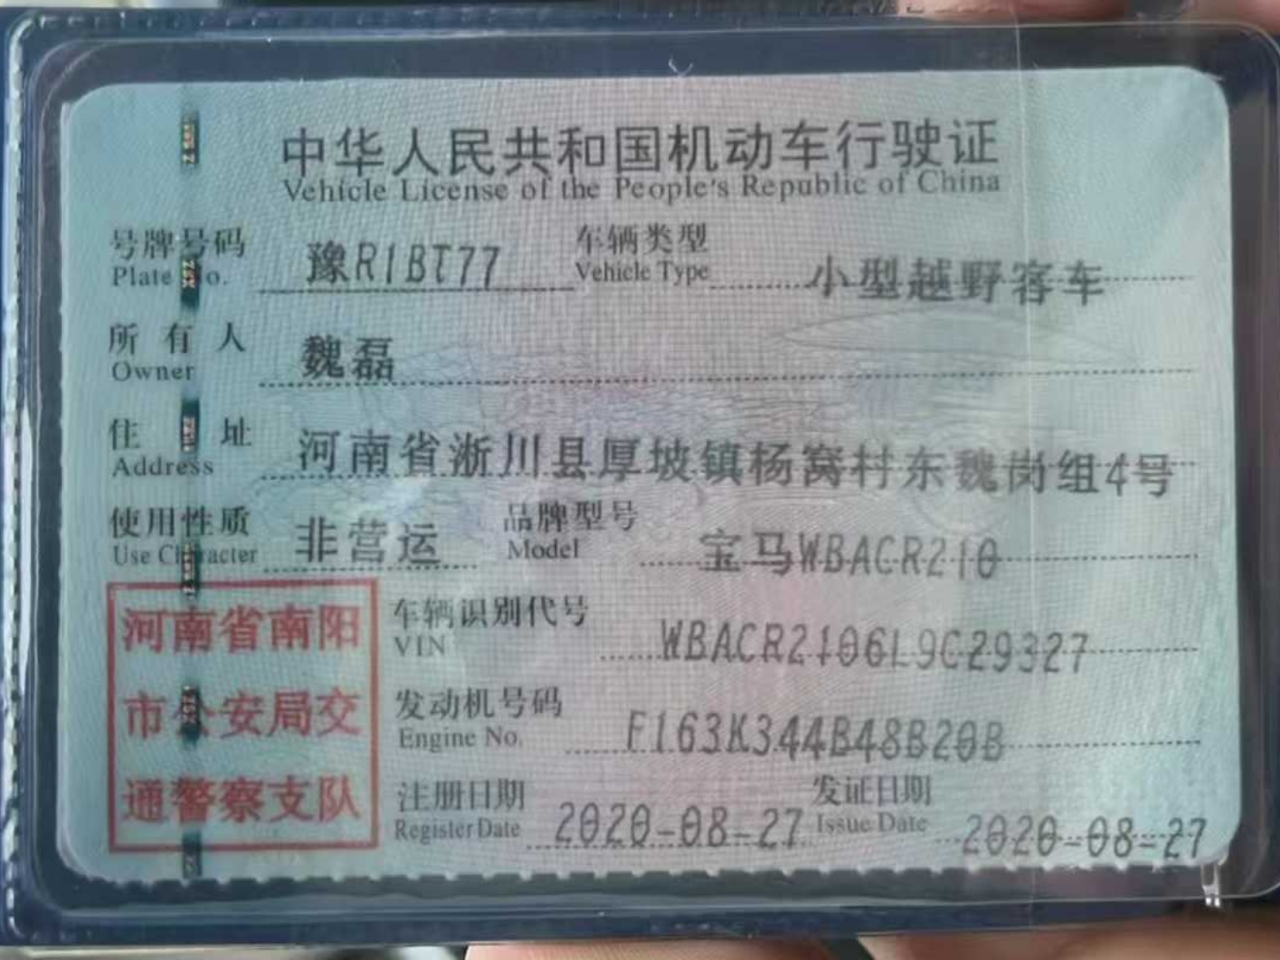 中华人民共和国机动车行驶证
Vehicle License of the People's Republic of China
号牌号码 豫R1BT77 车辆类型 小型越野客车
Plate No. Vehicle Type
所有人 魏磊
Owner
住址 河南省淅川县厚坡镇杨窝村东魏岗组4号
Address
使用性质 非营运 品牌型号 宝马WBACR210
Use Character Model
河南省南阳
市公安局交
通警察支队
车辆识别代号 WBACR2106L9C29327
VIN
发动机号码 F163K344B48B20B
Engine No.
注册日期 2020-08-27 发证日期 2020-08-27
Register Date Issue Date